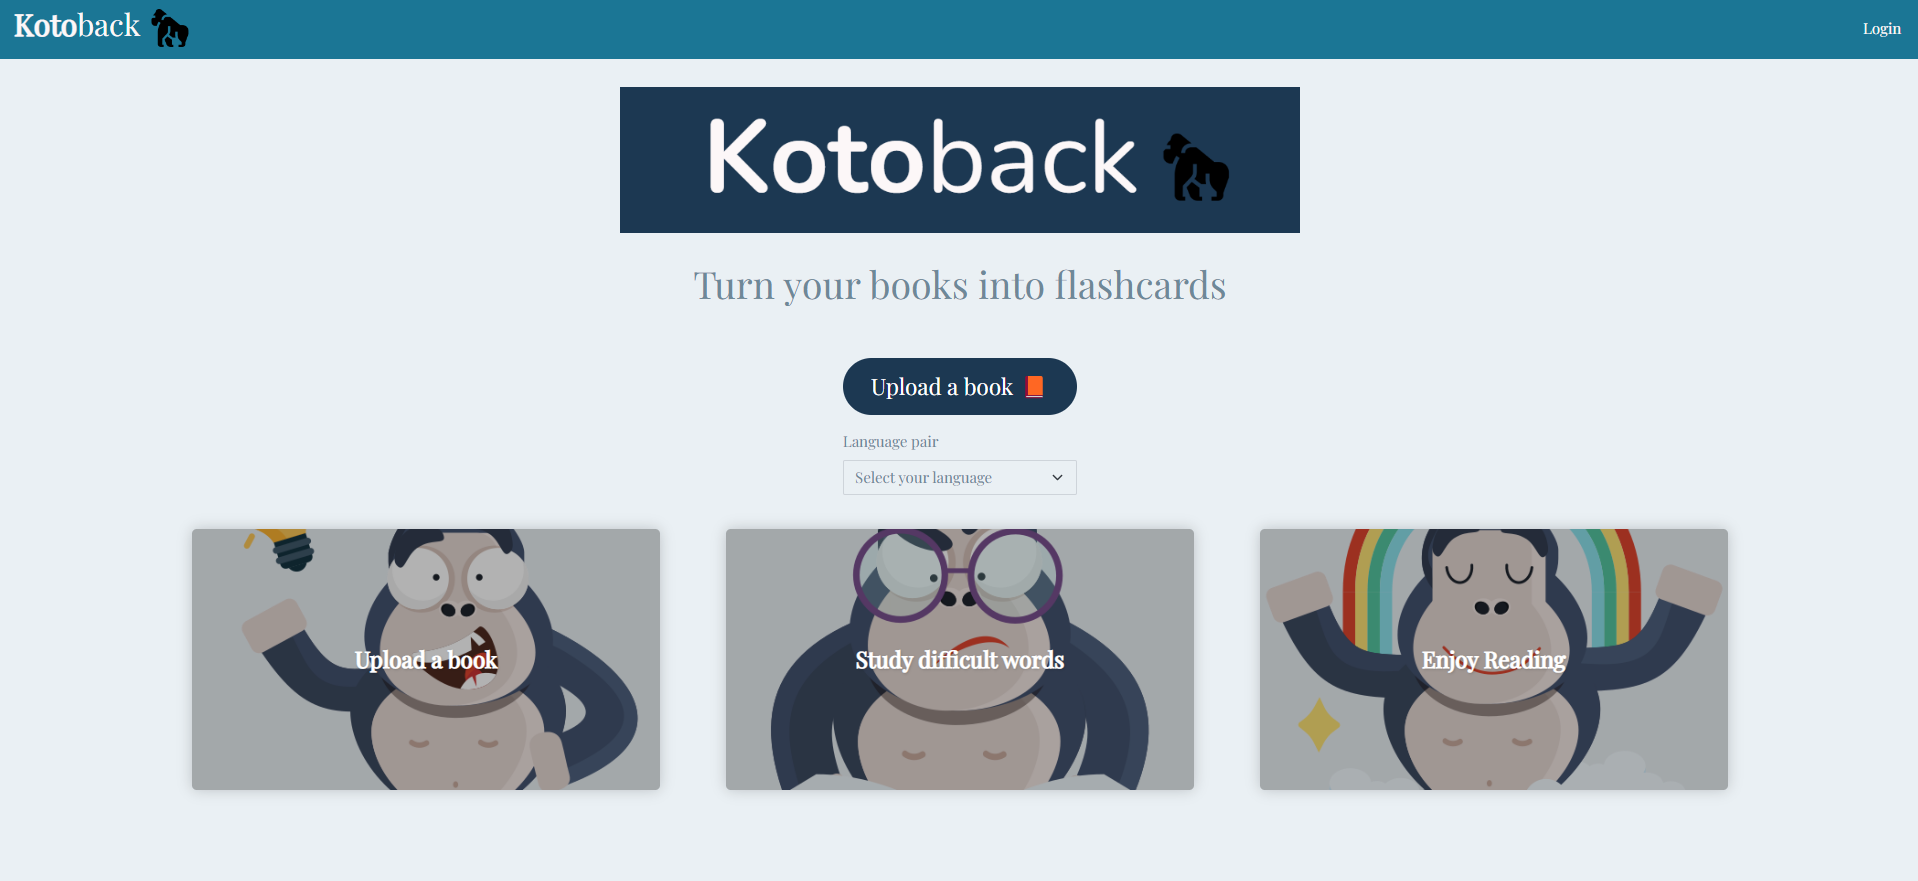 Kotoback
Login
Kotoback
Turn your books into flashcards
Upload a book
Language pair
Select your language
Upload a book
Study difficult words
Enjoy Reading